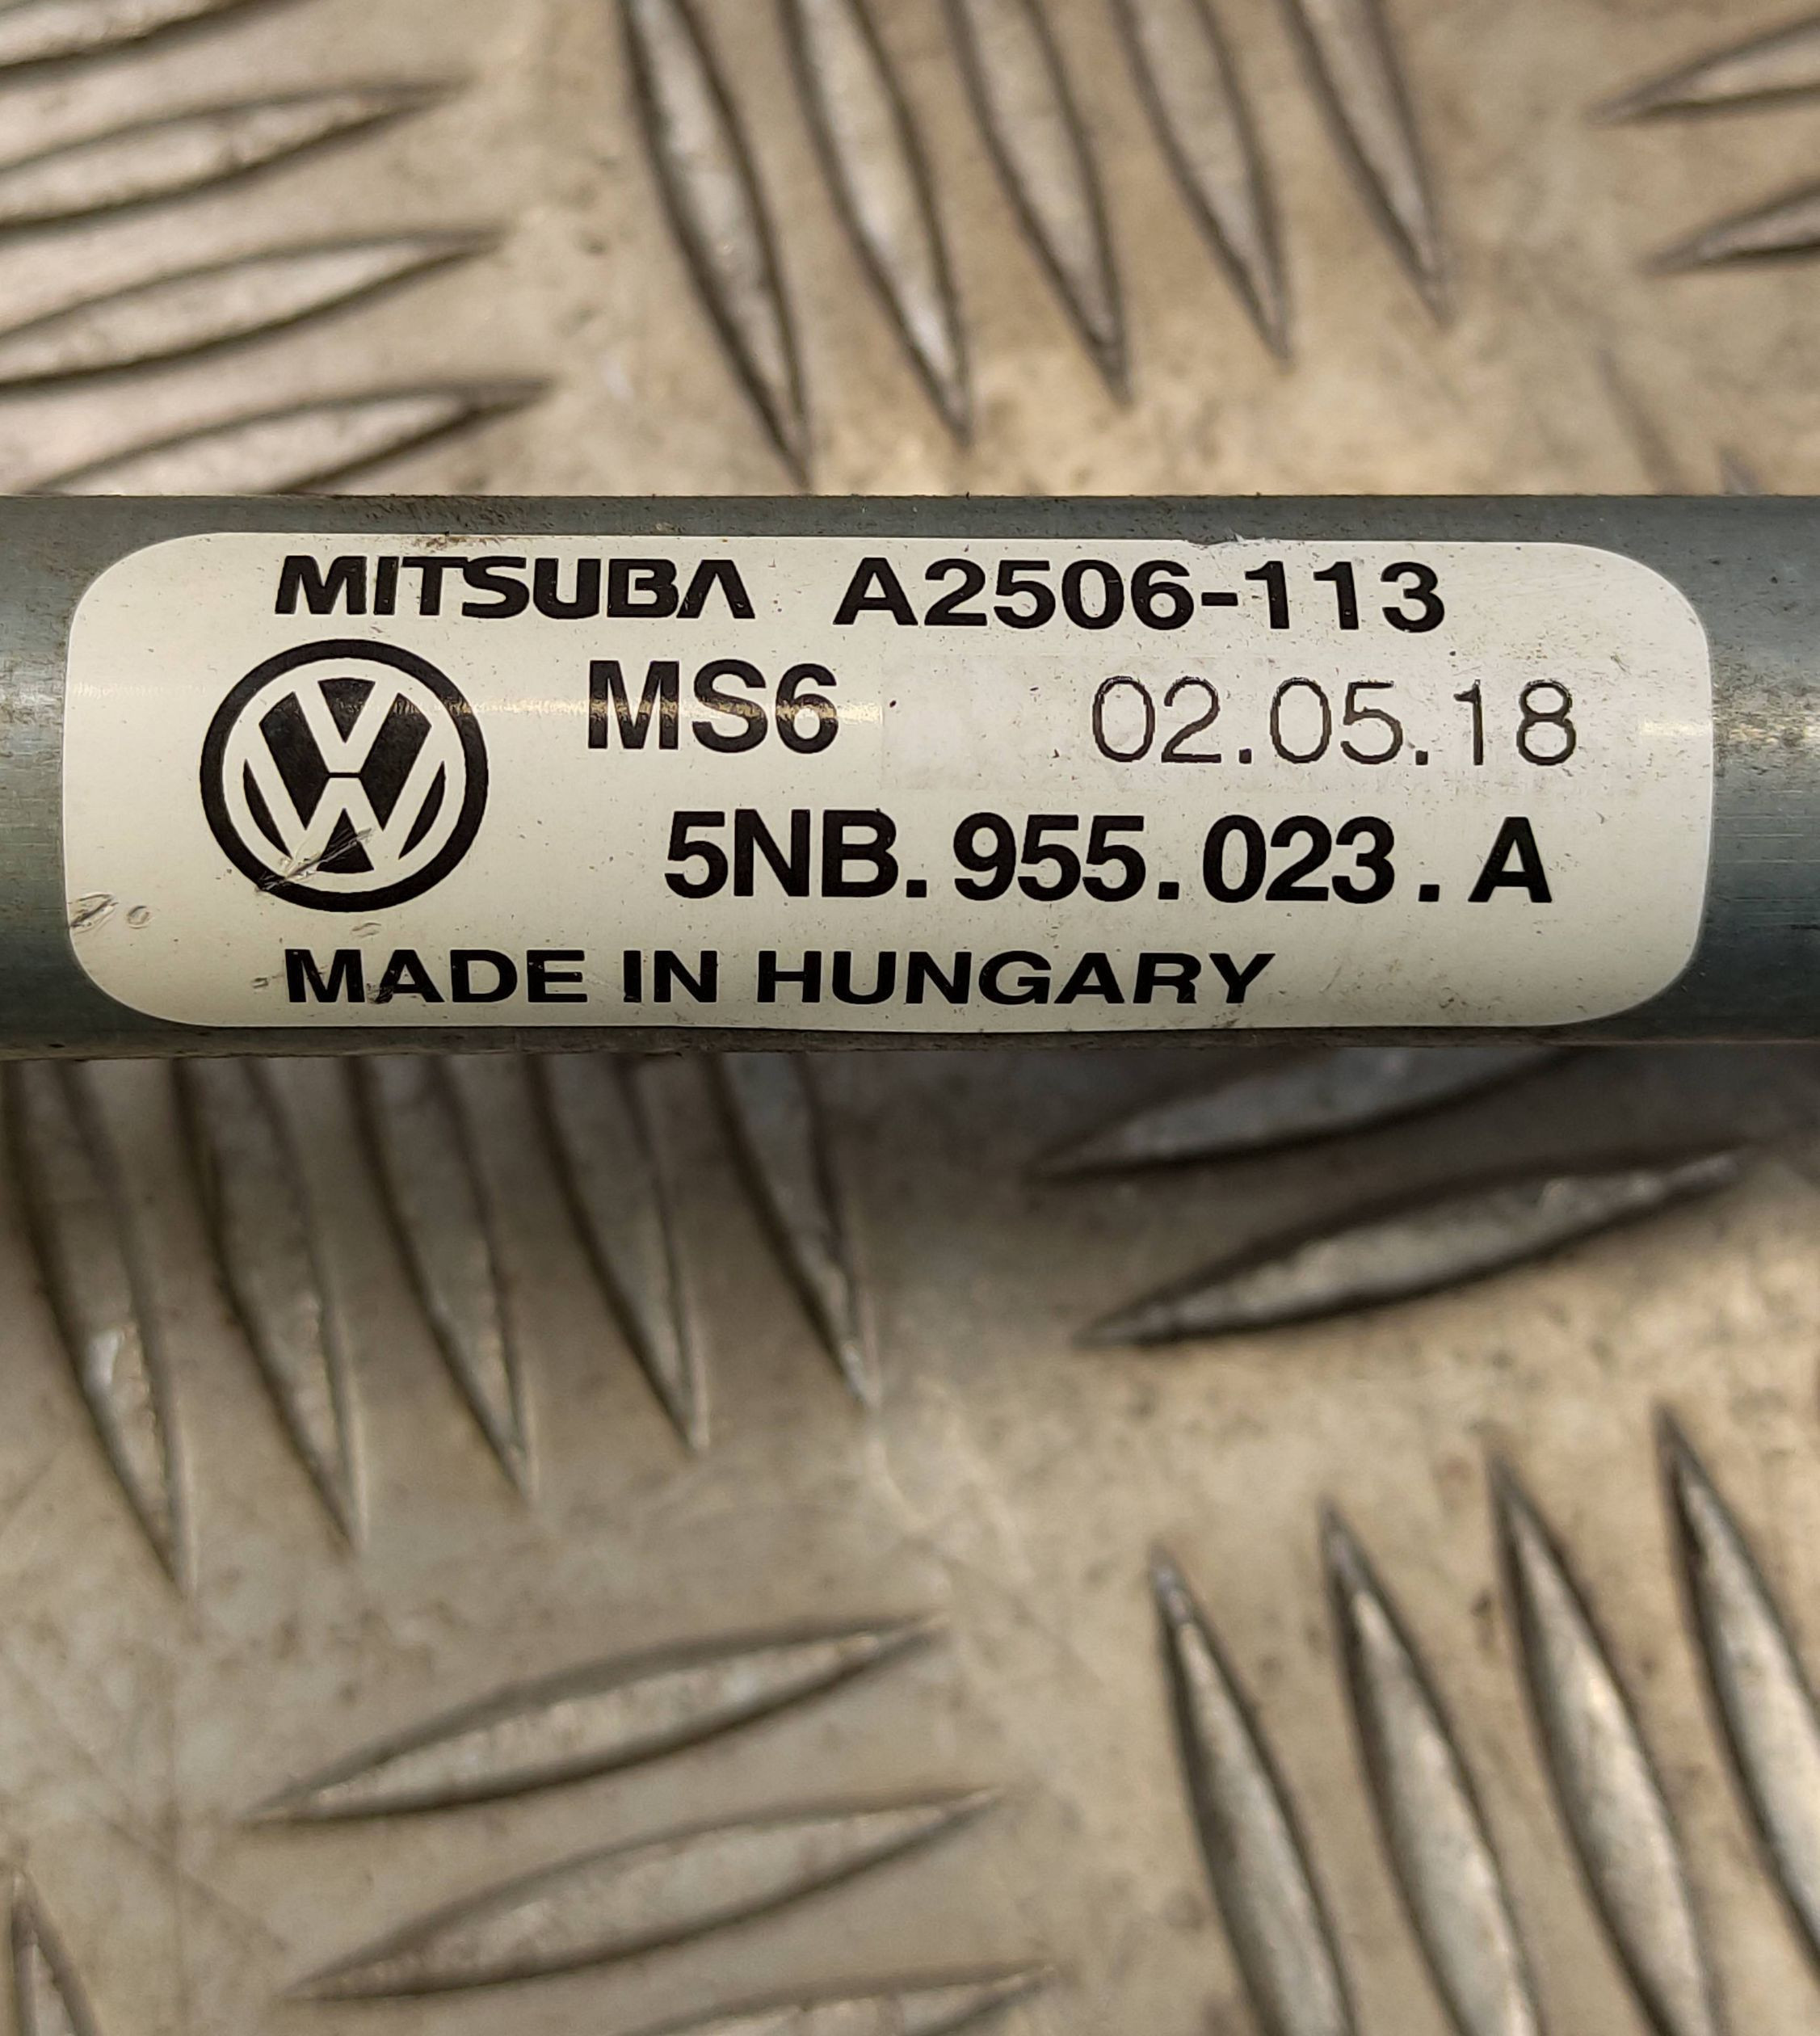 MITSUBA A2506-113
MS6 02.05.18
5NB.955.023.A
MADE IN HUNGARY